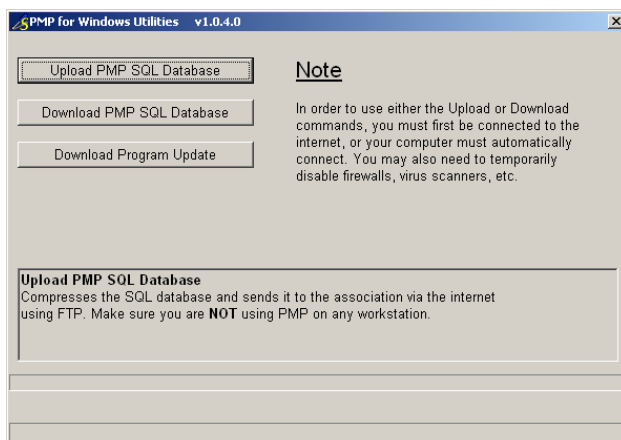 PMP for Windows Utilities v1.0.4.0
Upload PMP SQL Database
Download PMP SQL Database
Download Program Update
Note
In order to use either the Upload or Download
commands, you must first be connected to the
internet, or your computer must automatically
connect. You may also need to temporarily
disable firewalls, virus scanners, etc.
Upload PMP SQL Database
Compresses the SQL database and sends it to the association via the internet
using FTP. Make sure you are NOT using PMP on any workstation.